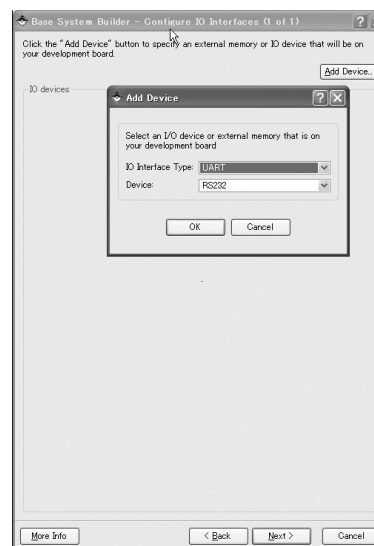 Base System Builder - Configure IO Interfaces (1 of 1)
Click the "Add Device" button to specify an external memory or IO device that will be on
your development board.
Add Device..
IO devices
Add Device
Select an I/O device or external memory that is on
your development board
IO Interface Type: UART
Device: RS232
OK Cancel
More Info < Back Next > Cancel